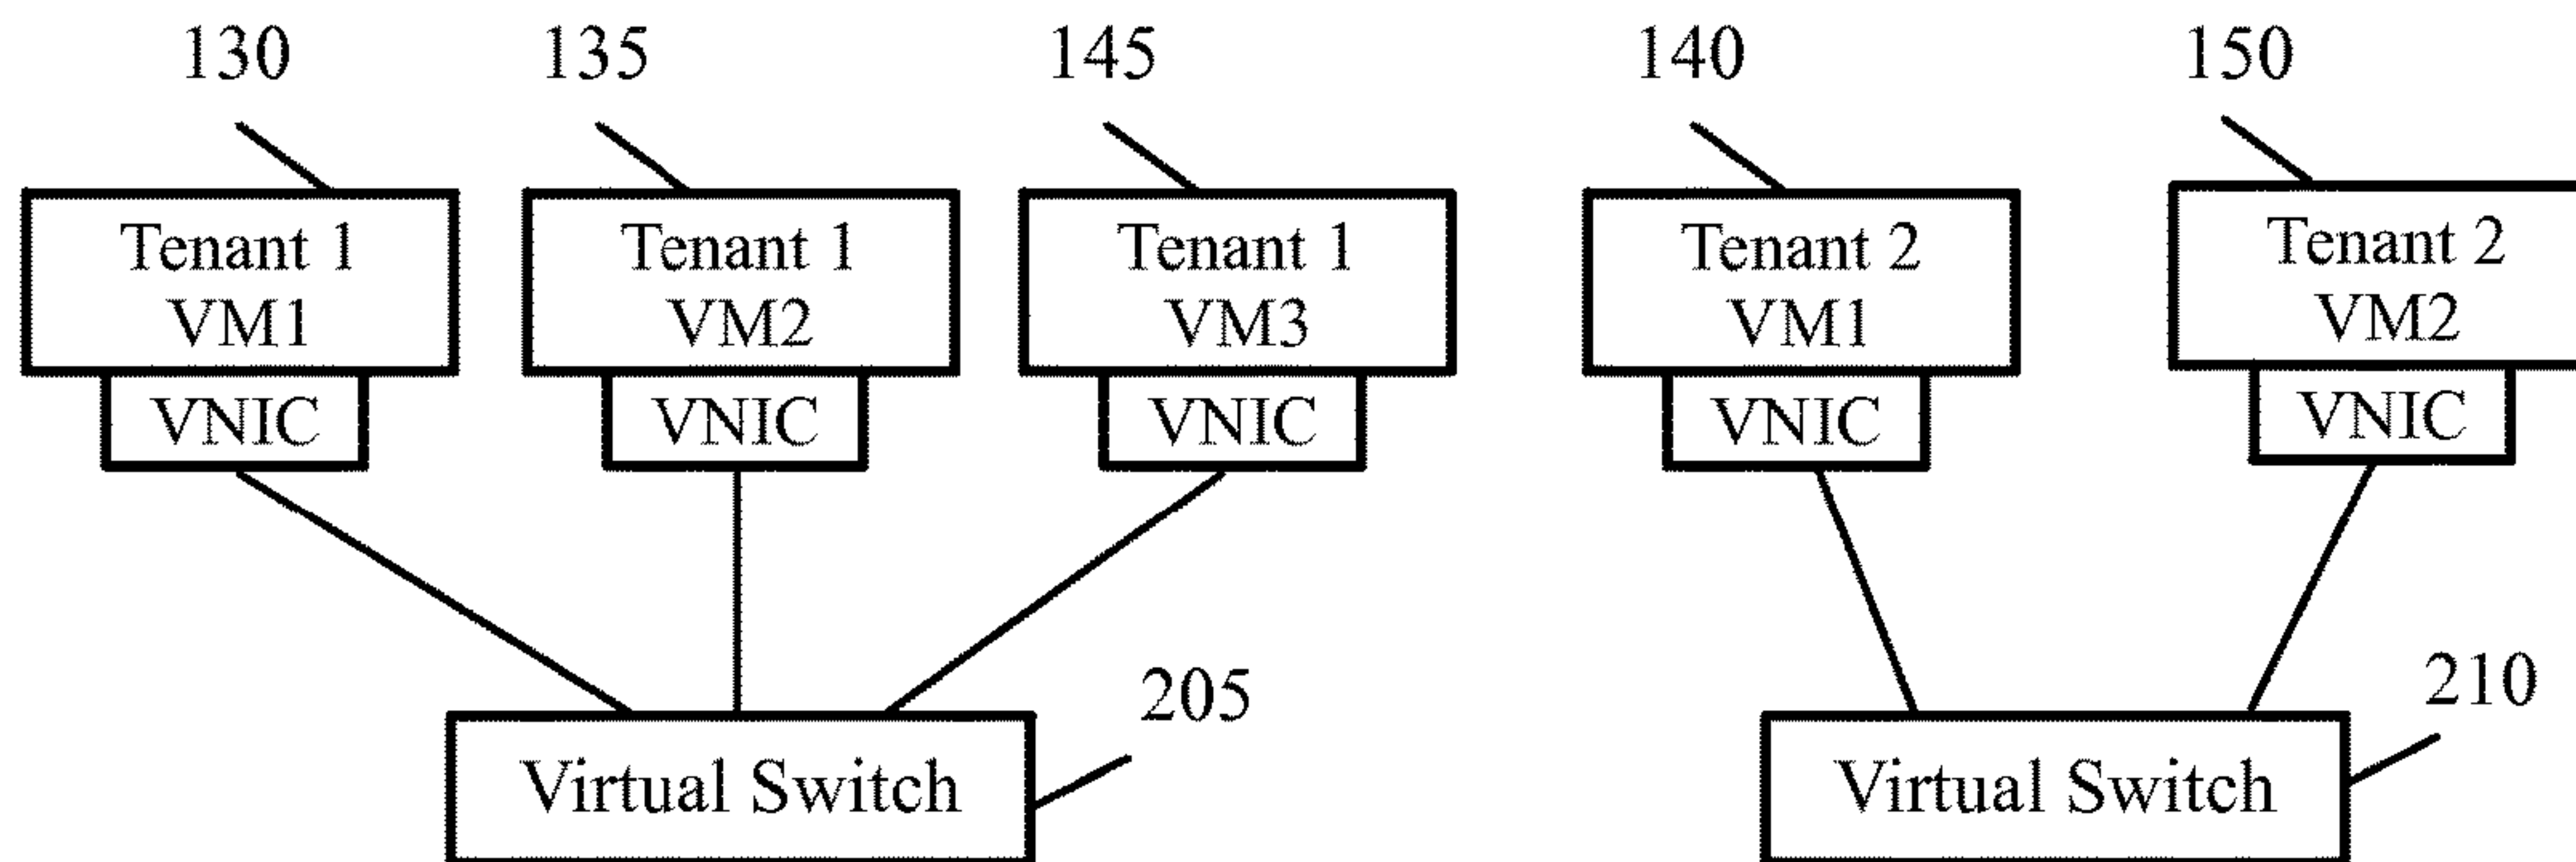 130 135 145 140 150
Tenant 1 Tenant 1 Tenant 1 Tenant 2 Tenant 2
VM1 VM2 VM3 VM1 VM2
VNIC VNIC VNIC VNIC VNIC
205 210
Virtual Switch Virtual Switch